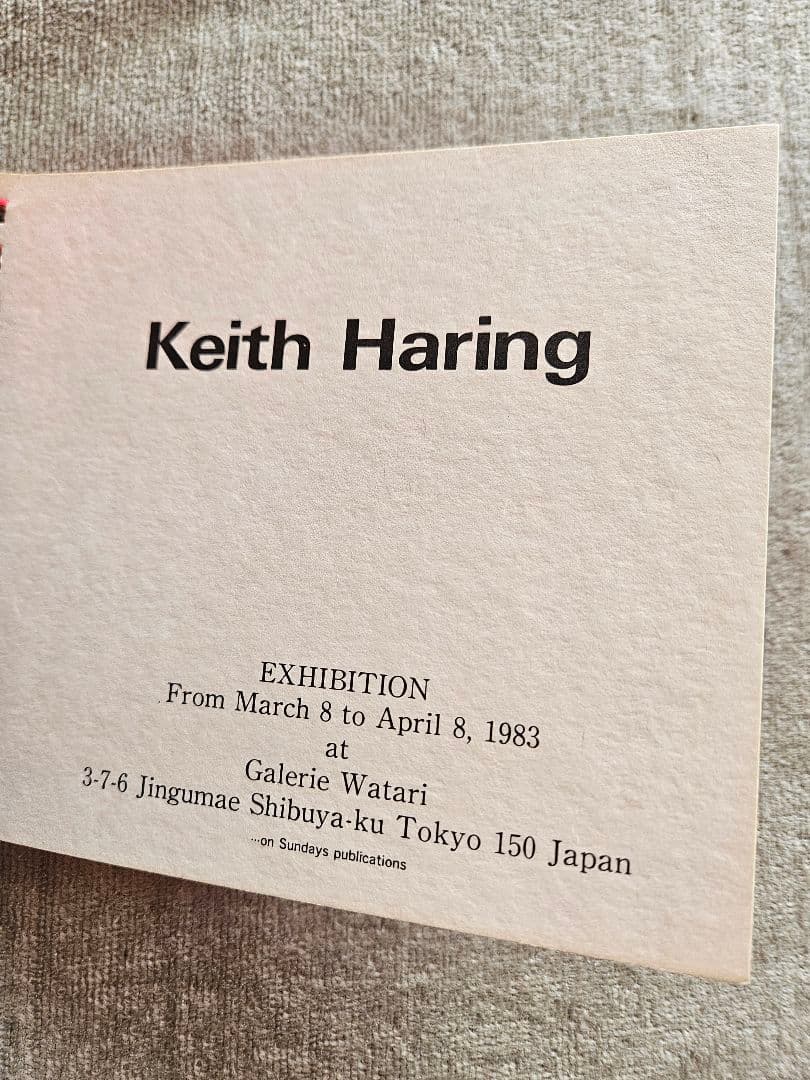 Keith Haring
EXHIBITION
From March 8 to April 8, 1983
at
Galerie Watari
3-7-6 Jingumae Shibuya-ku Tokyo 150 Japan
…on Sundays publications